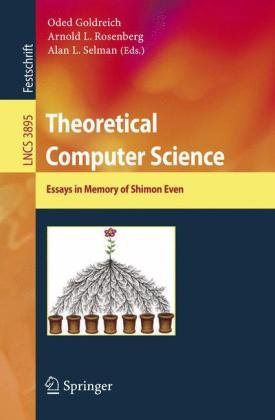 Oded Goldreich
Arnold L. Rosenberg
Alan L. Selman (Eds.)
Festschrift
LNCS 3895
Theoretical
Computer Science
Essays in Memory of Shimon Even
Springer